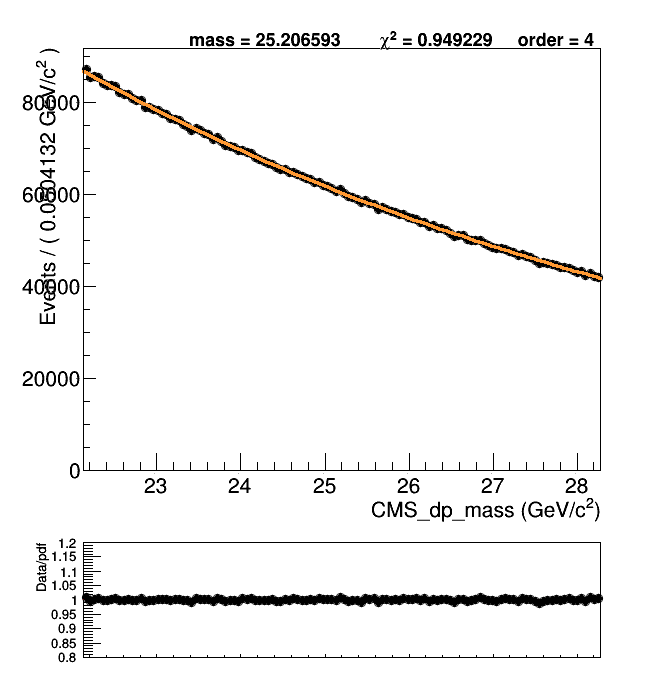 mass = 25.206593 χ² = 0.949229 order = 4
Events / ( 0.0504132 GeV/c² )
80000
60000
40000
20000
0
23 24 25 26 27 28
CMS_dp_mass (GeV/c²)
Data/pdf
1.2
1.15
1.1
1.05
1
0.95
0.9
0.85
0.8